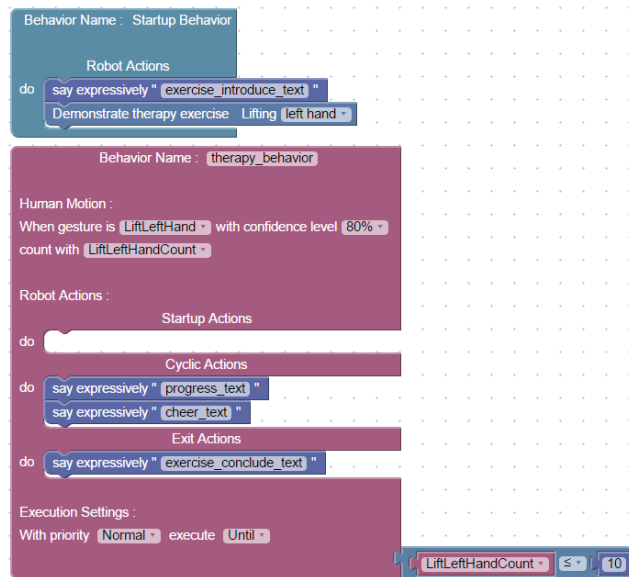 Behavior Name : Startup Behavior
Robot Actions
do say expressively " exercise_introduce_text "
Demonstrate therapy exercise Lifting left hand
Behavior Name : therapy_behavior
Human Motion :
When gesture is LiftLeftHand with confidence level 80%
count with LiftLeftHandCount
Robot Actions :
Startup Actions
do
Cyclic Actions
do say expressively " progress_text "
say expressively " cheer_text "
Exit Actions
do say expressively " exercise_conclude_text "
Execution Settings :
With priority Normal execute Until
LiftLeftHandCount ≤ 10